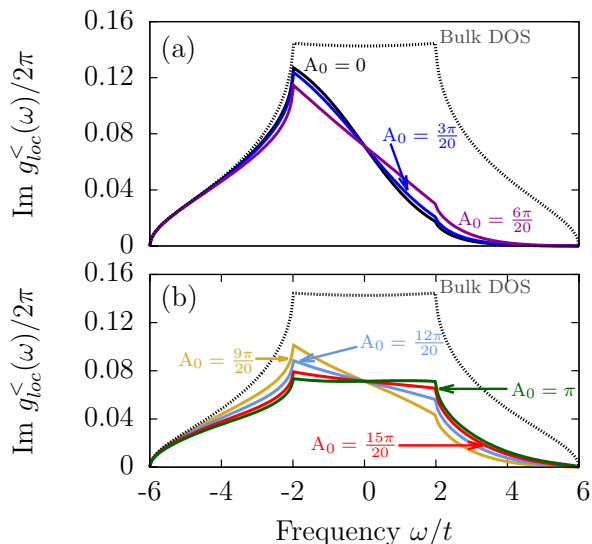 (a)
Bulk DOS
A₀ = 0
A₀ = 3π/20
A₀ = 6π/20
0.16
0.12
0.08
0.04
0
Im g<loc(ω)/2π
(b)
Bulk DOS
A₀ = 9π/20
A₀ = 12π/20
A₀ = π
A₀ = 15π/20
0.16
0.12
0.08
0.04
0
Im g<loc(ω)/2π
-6 -4 -2 0 2 4 6
Frequency ω/t